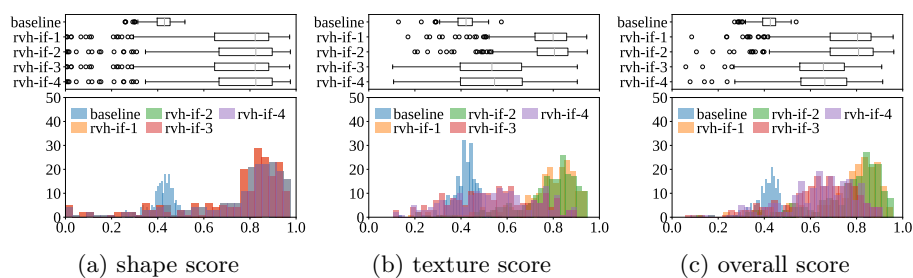 baseline
rvh-if-1
rvh-if-2
rvh-if-3
rvh-if-4
50
40
30
20
10
0
baseline rvh-if-2 rvh-if-4
rvh-if-1 rvh-if-3
0.0 0.2 0.4 0.6 0.8 1.0
(a) shape score
baseline
rvh-if-1
rvh-if-2
rvh-if-3
rvh-if-4
50
40
30
20
10
0
baseline rvh-if-2 rvh-if-4
rvh-if-1 rvh-if-3
0.0 0.2 0.4 0.6 0.8 1.0
(b) texture score
baseline
rvh-if-1
rvh-if-2
rvh-if-3
rvh-if-4
50
40
30
20
10
0
baseline rvh-if-2 rvh-if-4
rvh-if-1 rvh-if-3
0.0 0.2 0.4 0.6 0.8 1.0
(c) overall score